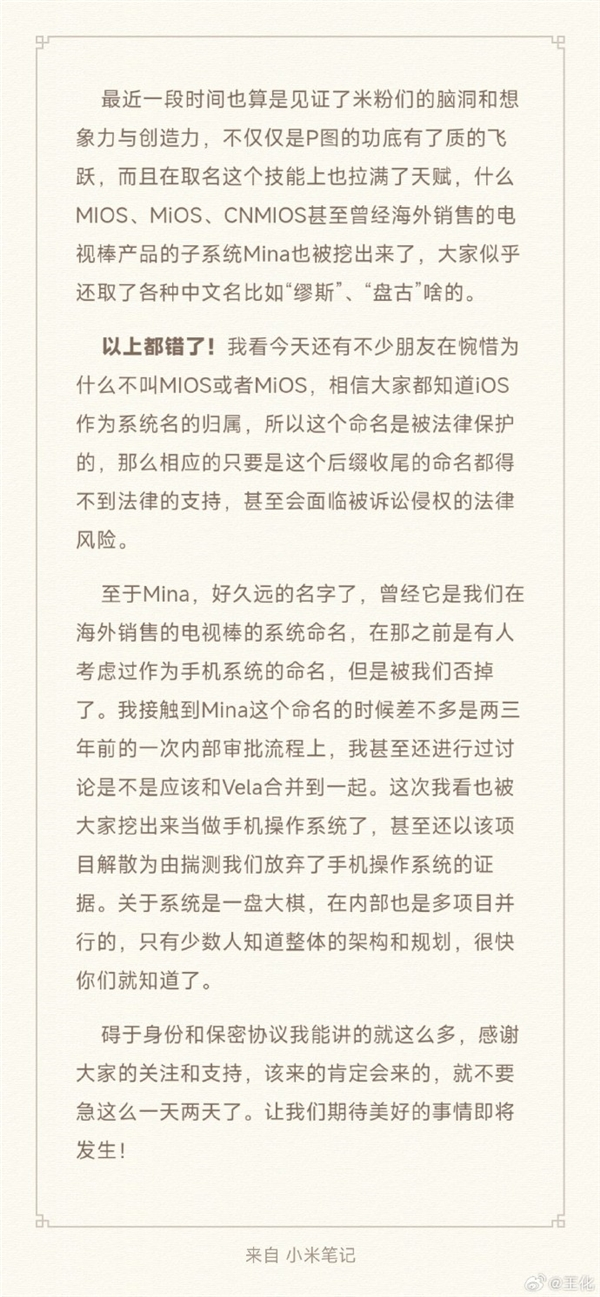 最近一段时间也算是见证了米粉们的脑洞和想
象力与创造力，不仅仅是P图的功底有了质的飞
跃，而且在取名这个技能上也拉满了天赋，什么
MIOS、MiOS、CNMIOS甚至曾经海外销售的电
视棒产品的子系统Mina也被挖出来了，大家似乎
还取了各种中文名比如“缪斯”、“盘古”啥的。
以上都错了！我看今天还有不少朋友在惋惜为
什么不叫MIOS或者MiOS，相信大家都知道iOS
作为系统名的归属，所以这个命名是被法律保护
的，那么相应的只要是这个后缀收尾的命名都得
不到法律的支持，甚至会面临被诉讼侵权的法律
风险。
至于Mina，好久远的名字了，曾经它是我们在
海外销售的电视棒的系统命名，在那之前是有人
考虑过作为手机系统的命名，但是被我们否掉
了。我接触到Mina这个命名的时候差不多是两三
年前的一次内部审批流程上，我甚至还进行过讨
论是不是应该和Vela合并到一起。这次我看也被
大家挖出来当做手机操作系统了，甚至还以该项
目解散为由揣测我们放弃了手机操作系统的证
据。关于系统是一盘大棋，在内部也是多项目并
行的，只有少数人知道整体的架构和规划，很快
你们就知道了。
碍于身份和保密协议我能讲的就这么多，感谢
大家的关注和支持，该来的肯定会来的，就不要
急这么一天两天了。让我们期待美好的事情即将
发生！
来自 小米笔记
@王化